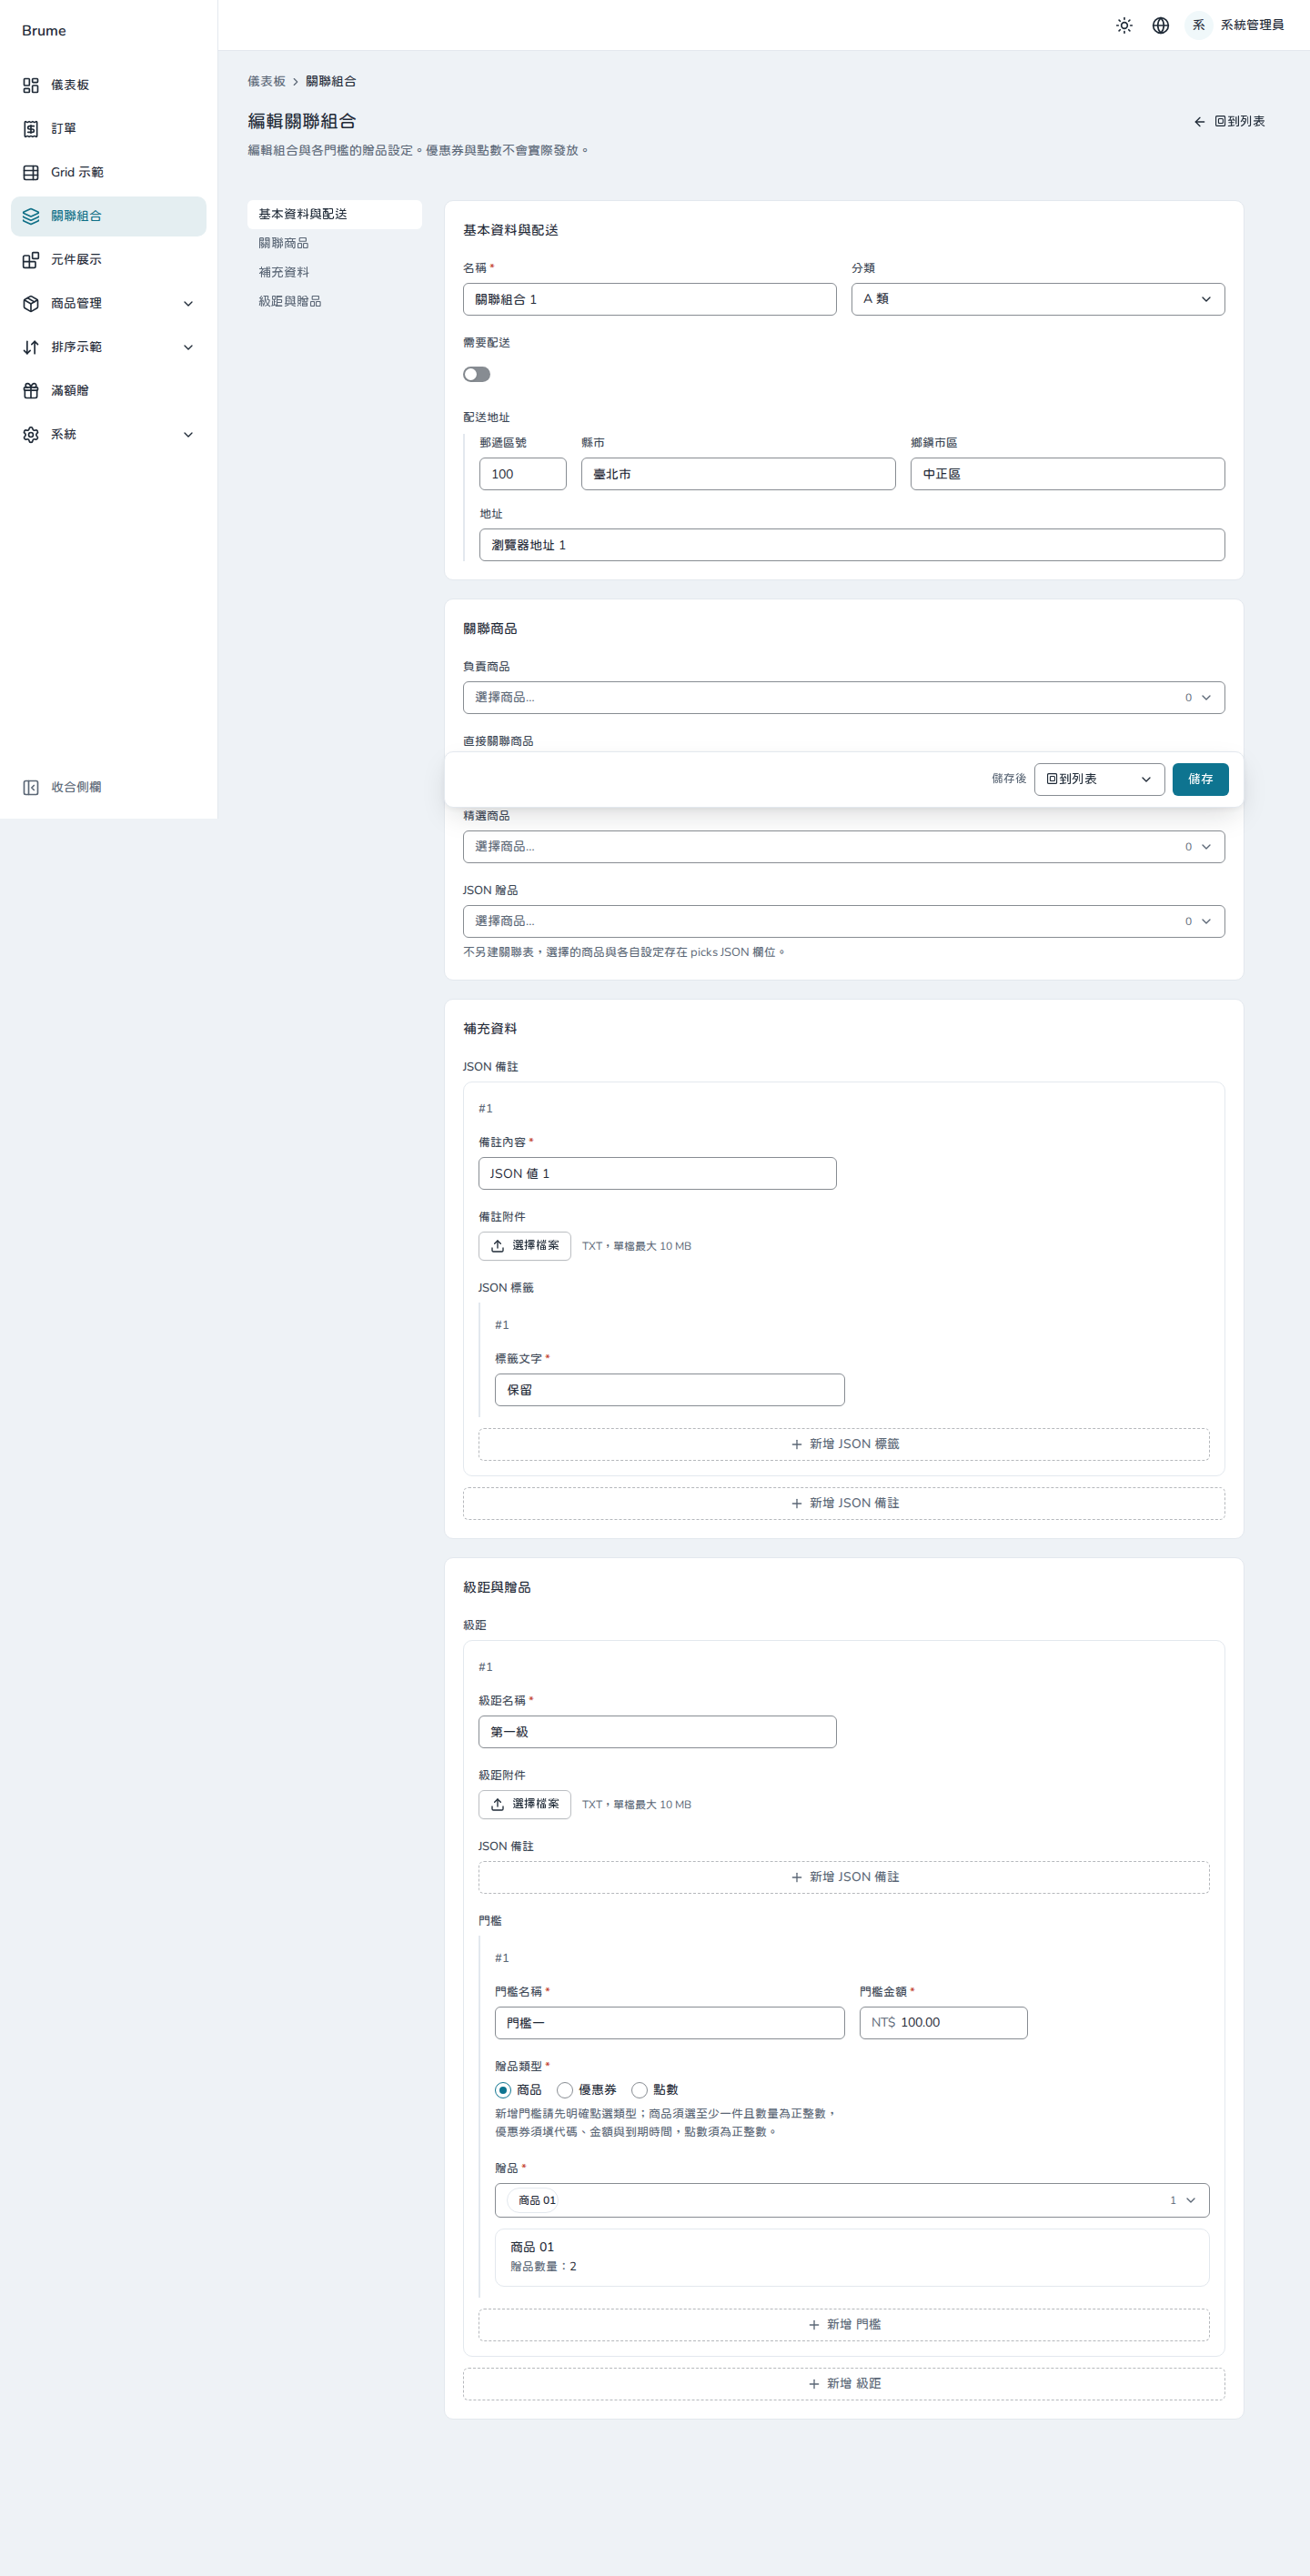 Brume
儀表板
訂單
Grid 示範
關聯組合
元件展示
商品管理
排序示範
滿額贈
系統
收合側欄
系 系統管理員
儀表板 > 關聯組合
編輯關聯組合
回到列表
編輯組合與各門檻的贈品設定。優惠券與點數不會實際發放。
基本資料與配送
關聯商品
補充資料
級距與贈品
基本資料與配送
名稱 * 分類
關聯組合 1 A 類
需要配送
配送地址
郵遞區號 縣市 鄉鎮市區
100 臺北市 中正區
地址
瀏覽器地址 1
關聯商品
負責商品
選擇商品... 0
直接關聯商品
儲存後 回到列表 儲存
精選商品
選擇商品... 0
JSON 贈品
選擇商品... 0
不另建關聯表，選擇的商品與各自設定存在 picks JSON 欄位。
補充資料
JSON 備註
#1
備註內容 *
JSON 值 1
備註附件
選擇檔案 TXT，單檔最大 10 MB
JSON 標籤
#1
標籤文字 *
保留
新增 JSON 標籤
新增 JSON 備註
級距與贈品
級距
#1
級距名稱 *
第一級
級距附件
選擇檔案 TXT，單檔最大 10 MB
JSON 備註
新增 JSON 備註
門檻
#1
門檻名稱 * 門檻金額 *
門檻一 NT$ 100.00
贈品類型 *
商品 優惠券 點數
新增門檻請先明確點選類型；商品須選至少一件且數量為正整數，
優惠券須填代碼、金額與到期時間，點數須為正整數。
贈品 *
商品 01 1
商品 01
贈品數量：2
新增 門檻
新增 級距